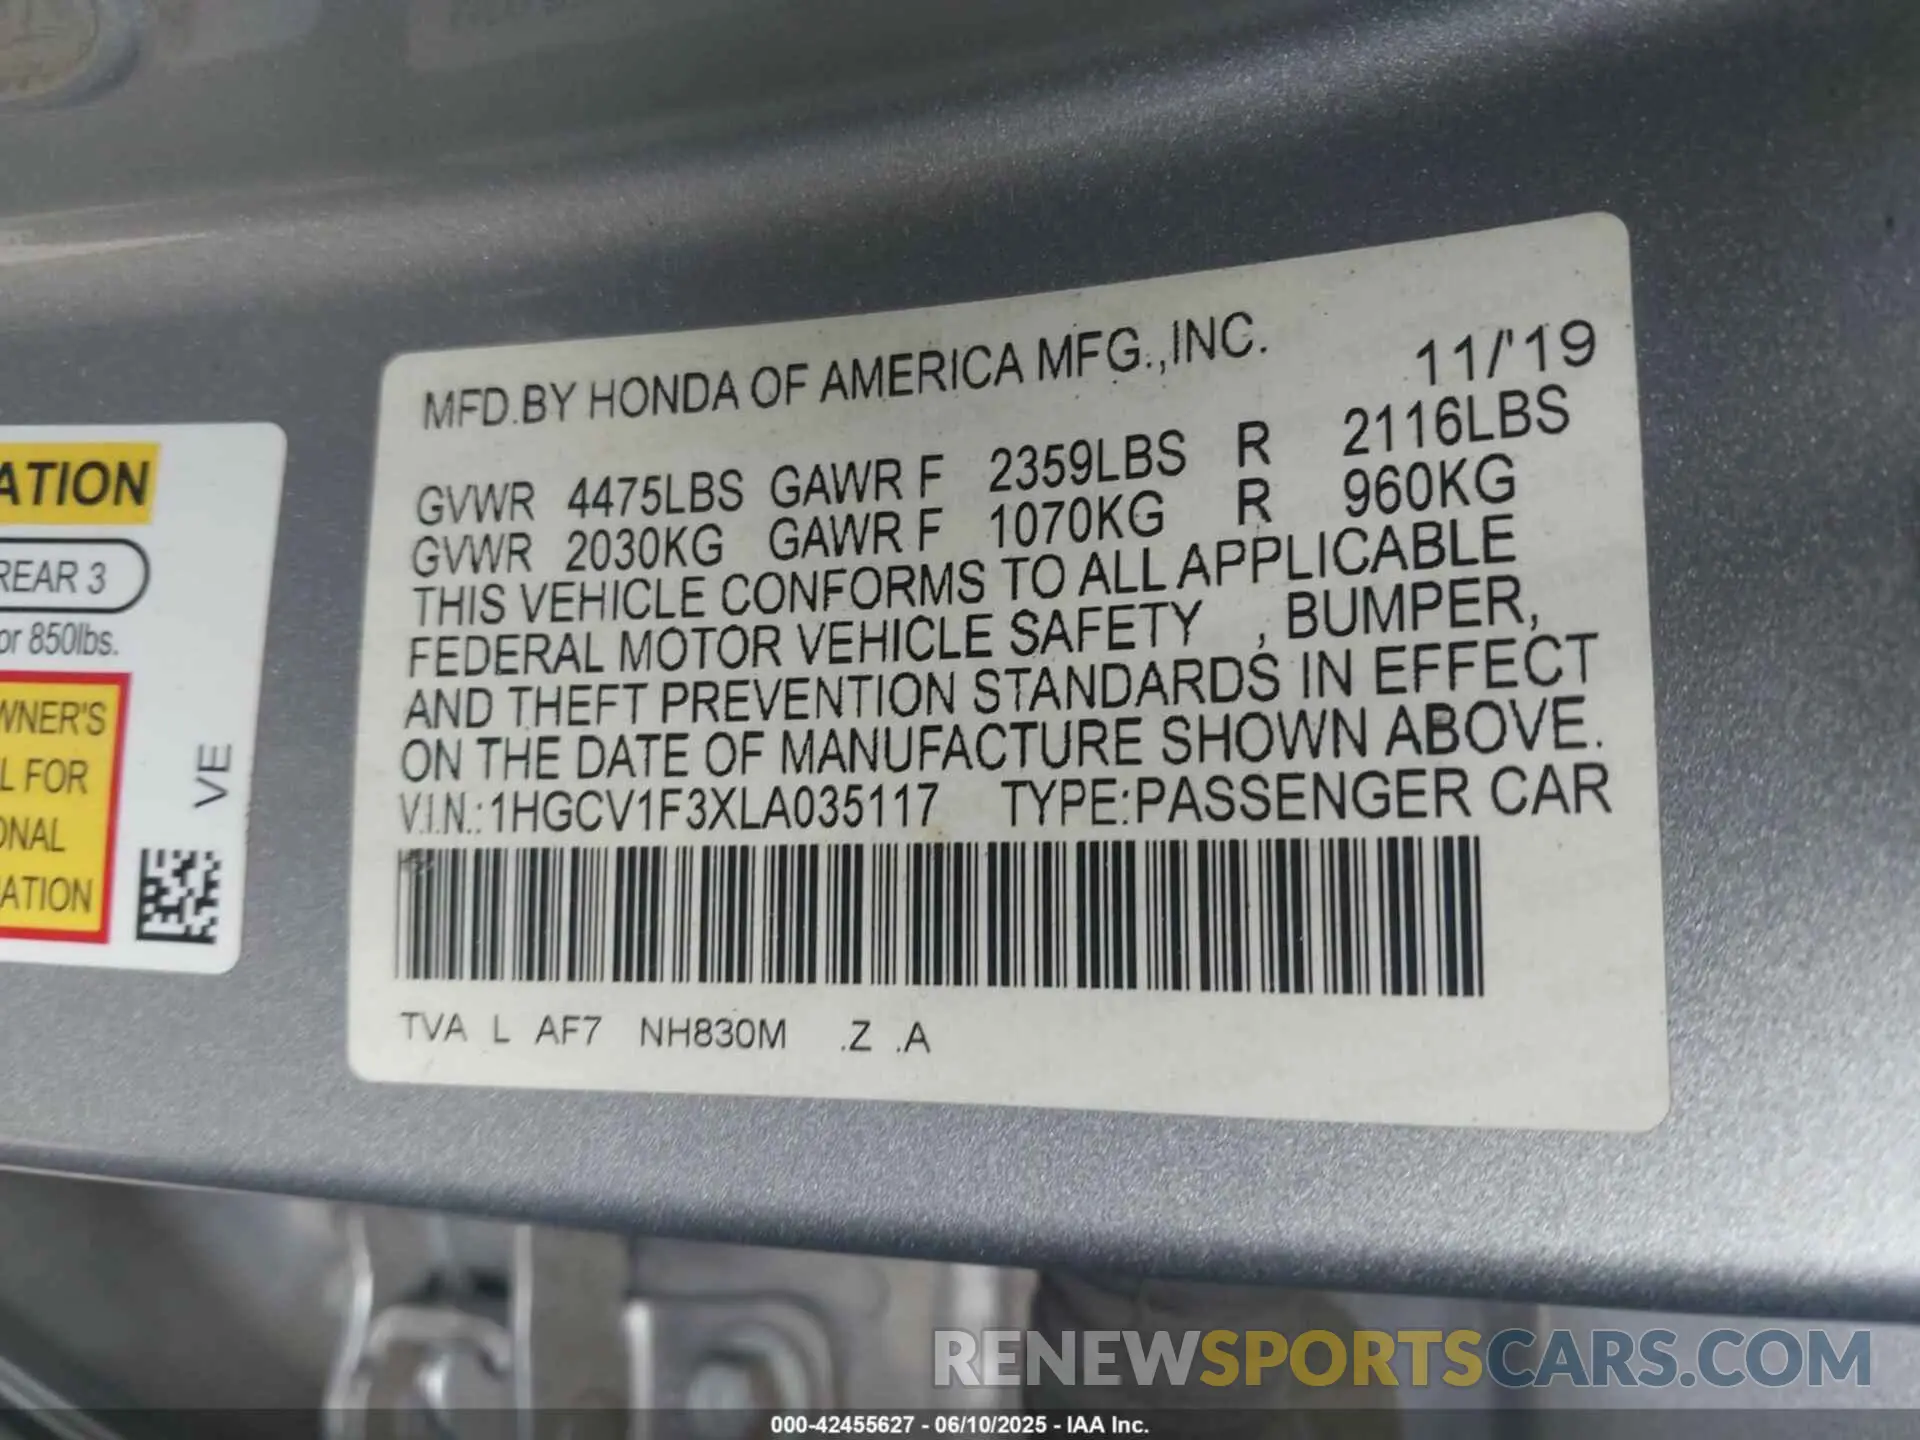 MFD.BY HONDA OF AMERICA MFG.,INC. 11/'19
GVWR 4475LBS GAWR F 2359LBS R 2116LBS
GVWR 2030KG GAWR F 1070KG R 960KG
THIS VEHICLE CONFORMS TO ALL APPLICABLE
FEDERAL MOTOR VEHICLE SAFETY , BUMPER,
AND THEFT PREVENTION STANDARDS IN EFFECT
ON THE DATE OF MANUFACTURE SHOWN ABOVE.
V.I.N.:1HGCV1F3XLA035117 TYPE:PASSENGER CAR
TVA L AF7 NH830M .Z .A
ATION
REAR 3
or 850lbs.
WNER'S
L FOR
ONAL
ATION
VE
RENEWSPORTSCARS.COM
000-42455627 - 06/10/2025 - IAA Inc.